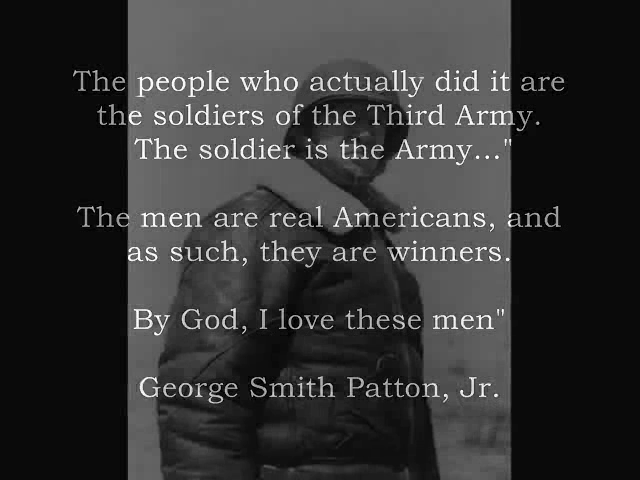 The people who actually did it are
the soldiers of the Third Army.
The soldier is the Army..."
The men are real Americans, and
as such, they are winners.
By God, I love these men"
George Smith Patton, Jr.